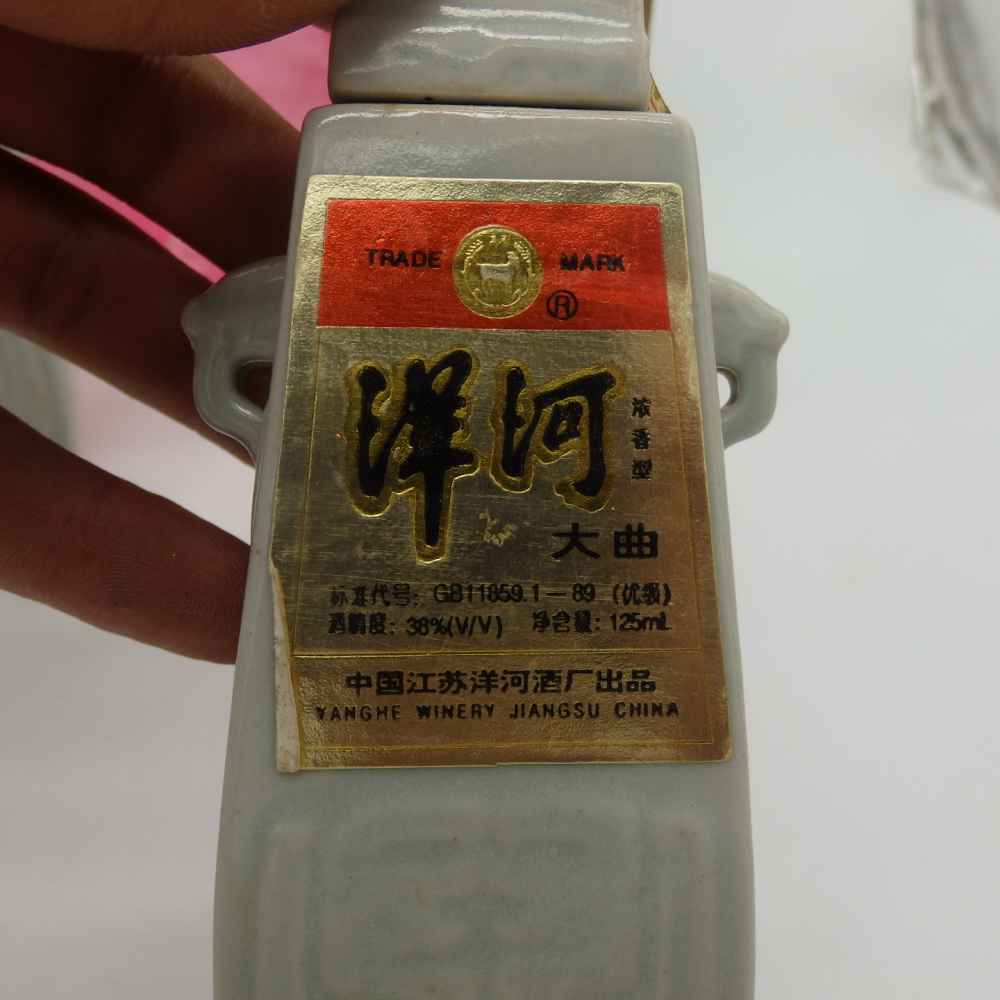 TRADE MARK
®
洋河
浓香型
大曲
标准代号: GB11859.1—89 (优级)
酒精度: 38%(V/V) 净含量: 125mL
中国江苏洋河酒厂出品
YANGHE WINERY JIANGSU CHINA